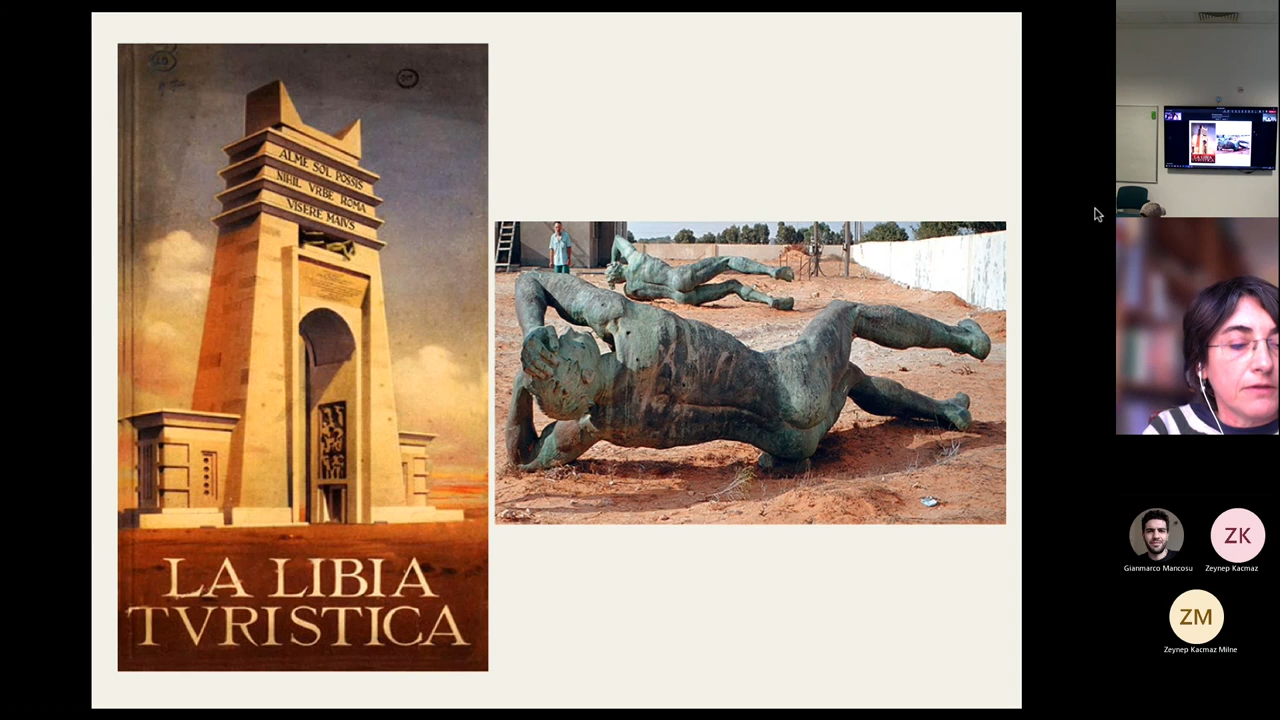 ALME SOL POSSIS
NIHIL VRBE ROMA
VISERE MAIVS
LA LIBIA
TVRISTICA
ZK
Gianmarco Mancosu
Zeynep Kacmaz
ZM
Zeynep Kacmaz Milne